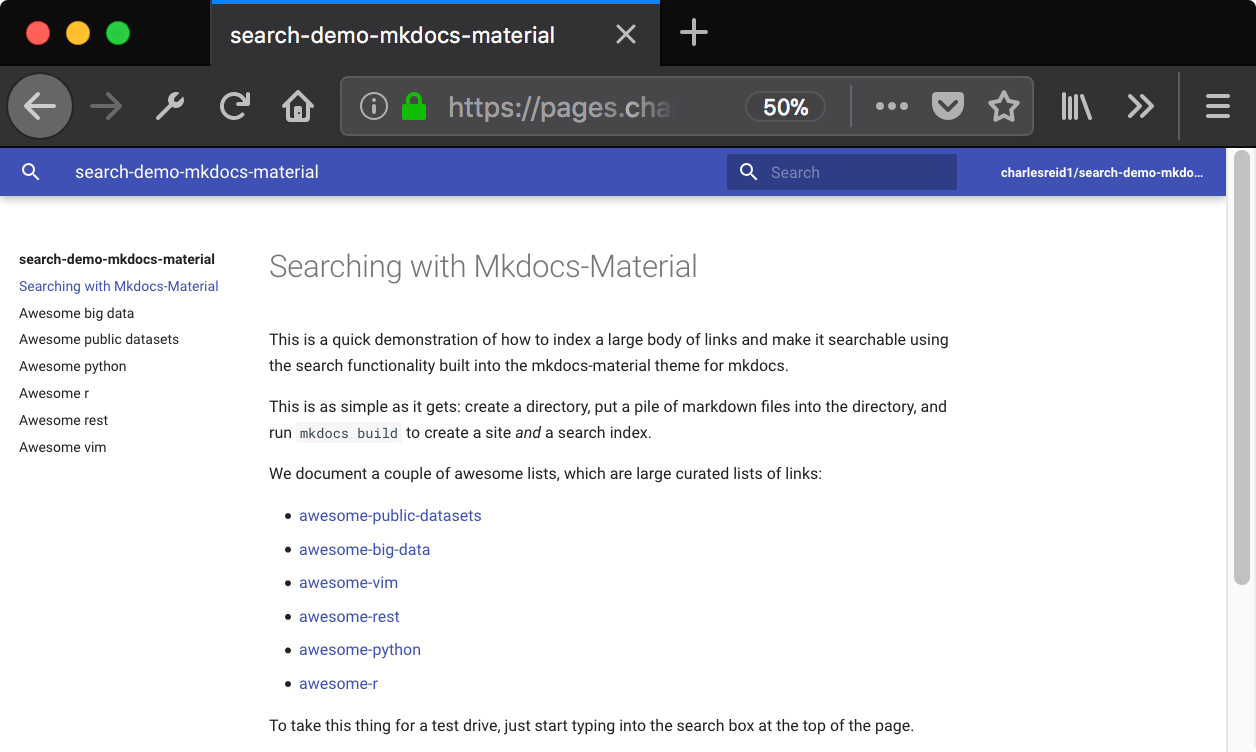 search-demo-mkdocs-material
https://pages.cha
50%
search-demo-mkdocs-material
Search
charlesreid1/search-demo-mkdo...
search-demo-mkdocs-material
Searching with Mkdocs-Material
Awesome big data
Awesome public datasets
Awesome python
Awesome r
Awesome rest
Awesome vim
Searching with Mkdocs-Material
This is a quick demonstration of how to index a large body of links and make it searchable using
the search functionality built into the mkdocs-material theme for mkdocs.
This is as simple as it gets: create a directory, put a pile of markdown files into the directory, and
run mkdocs build to create a site and a search index.
We document a couple of awesome lists, which are large curated lists of links:
• awesome-public-datasets
• awesome-big-data
• awesome-vim
• awesome-rest
• awesome-python
• awesome-r
To take this thing for a test drive, just start typing into the search box at the top of the page.